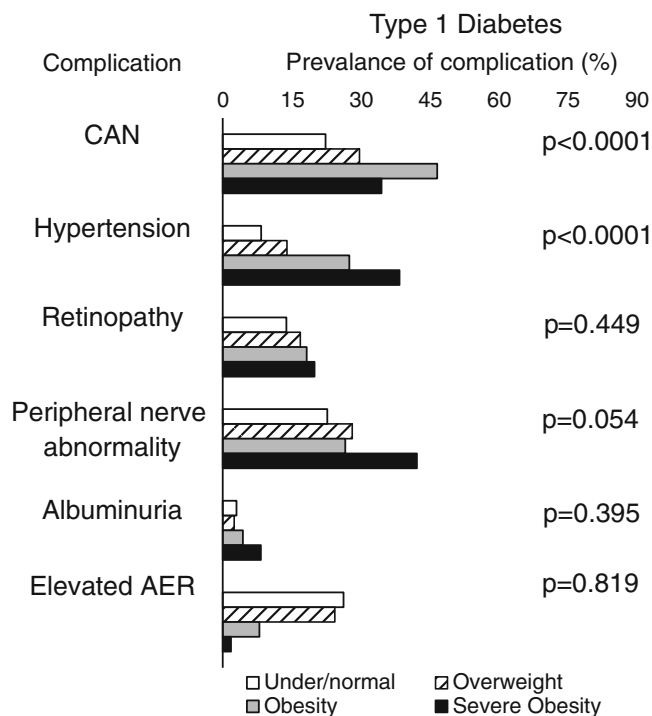 Type 1 Diabetes
Complication Prevalance of complication (%)
0 15 30 45 60 75 90
CAN p<0.0001
Hypertension p<0.0001
Retinopathy p=0.449
Peripheral nerve
abnormality p=0.054
Albuminuria p=0.395
Elevated AER p=0.819
Under/normal Overweight
Obesity Severe Obesity